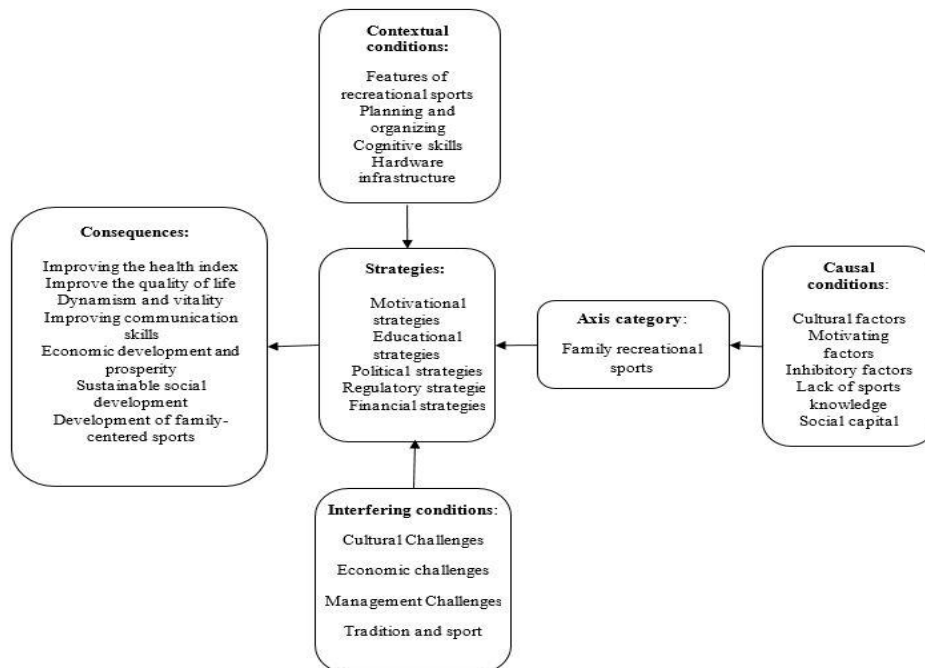 Contextual
conditions:
Features of
recreational sports
Planning and
organizing
Cognitive skills
Hardware
infrastructure
Consequences:
Improving the health index
Improve the quality of life
Dynamism and vitality
Improving communication
skills
Economic development and
prosperity
Sustainable social
development
Development of family-
centered sports
Strategies:
Motivational
strategies
Educational
strategies
Political strategies
Regulatory strategie
Financial strategies
Axis category:
Family recreational
sports
Causal
conditions:
Cultural factors
Motivating
factors
Inhibitory factors
Lack of sports
knowledge
Social capital
Interfering conditions:
Cultural Challenges
Economic challenges
Management Challenges
Tradition and sport